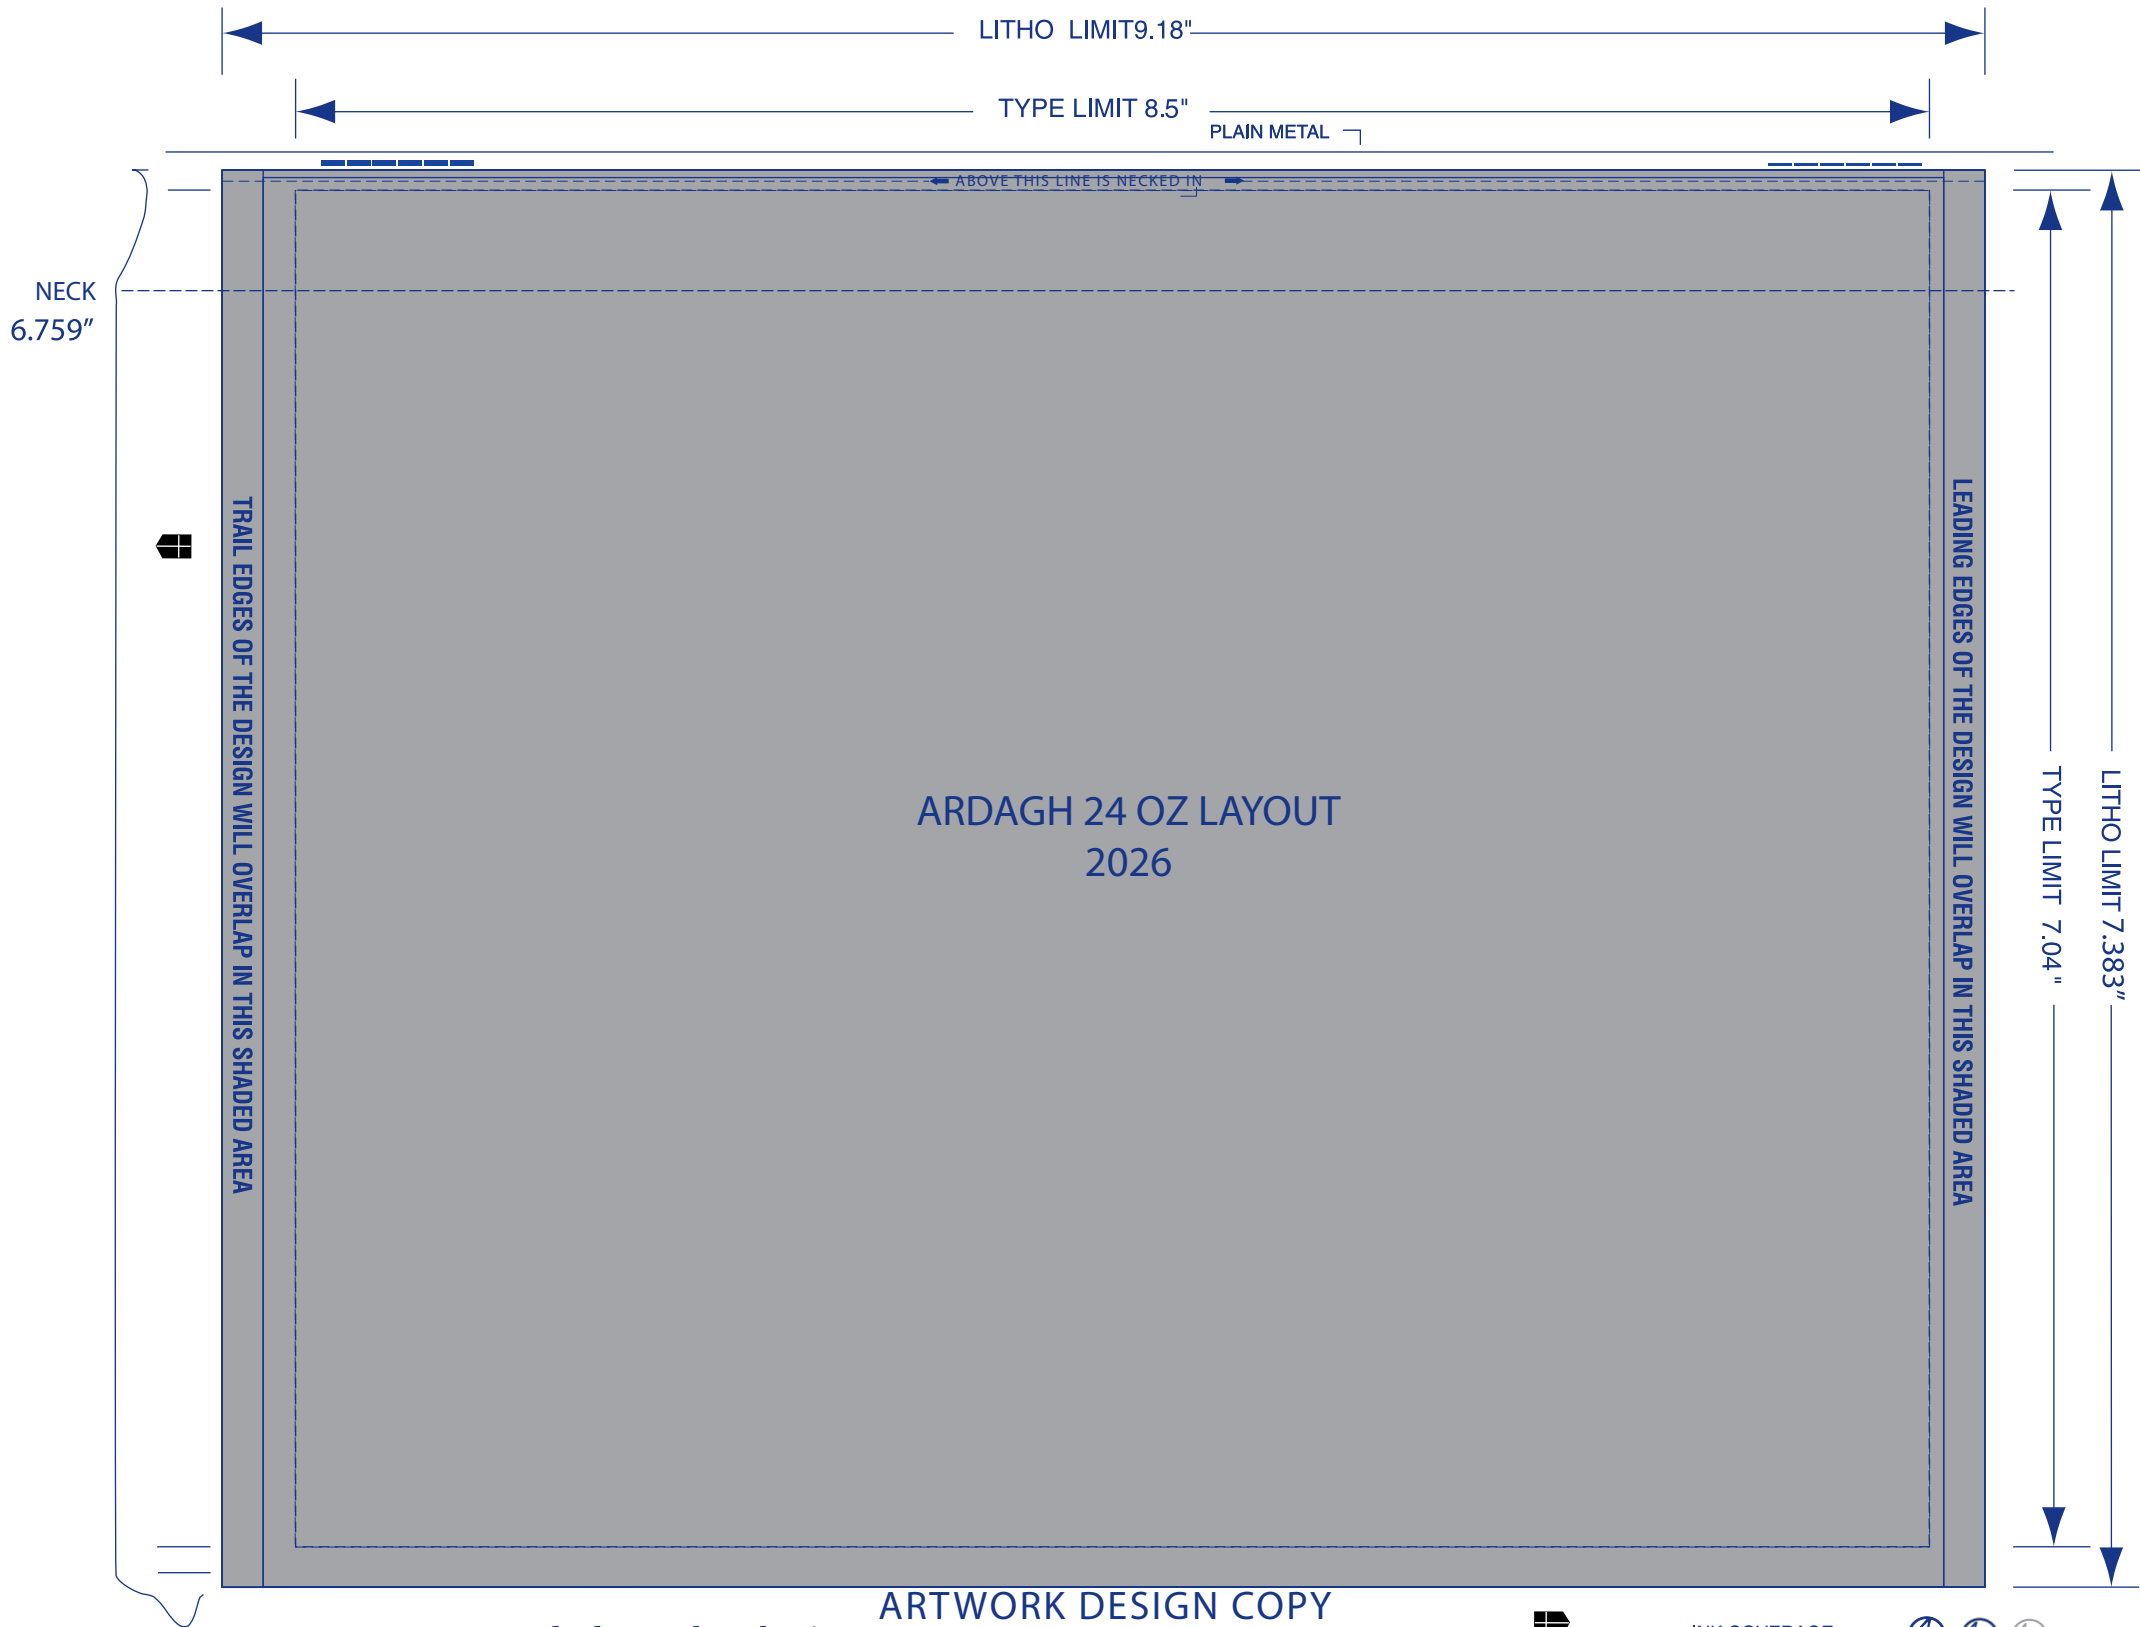 LITHO LIMIT9.18"
TYPE LIMIT 8.5"
PLAIN METAL
ABOVE THIS LINE IS NECKED IN
NECK
6.759”
TRAIL EDGES OF THE DESIGN WILL OVERLAP IN THIS SHADED AREA
LEADING EDGES OF THE DESIGN WILL OVERLAP IN THIS SHADED AREA
ARDAGH 24 OZ LAYOUT
2026
TYPE LIMIT 7.04"
LITHO LIMIT 7.383”
ARTWORK DESIGN COPY
INK COVERAGE